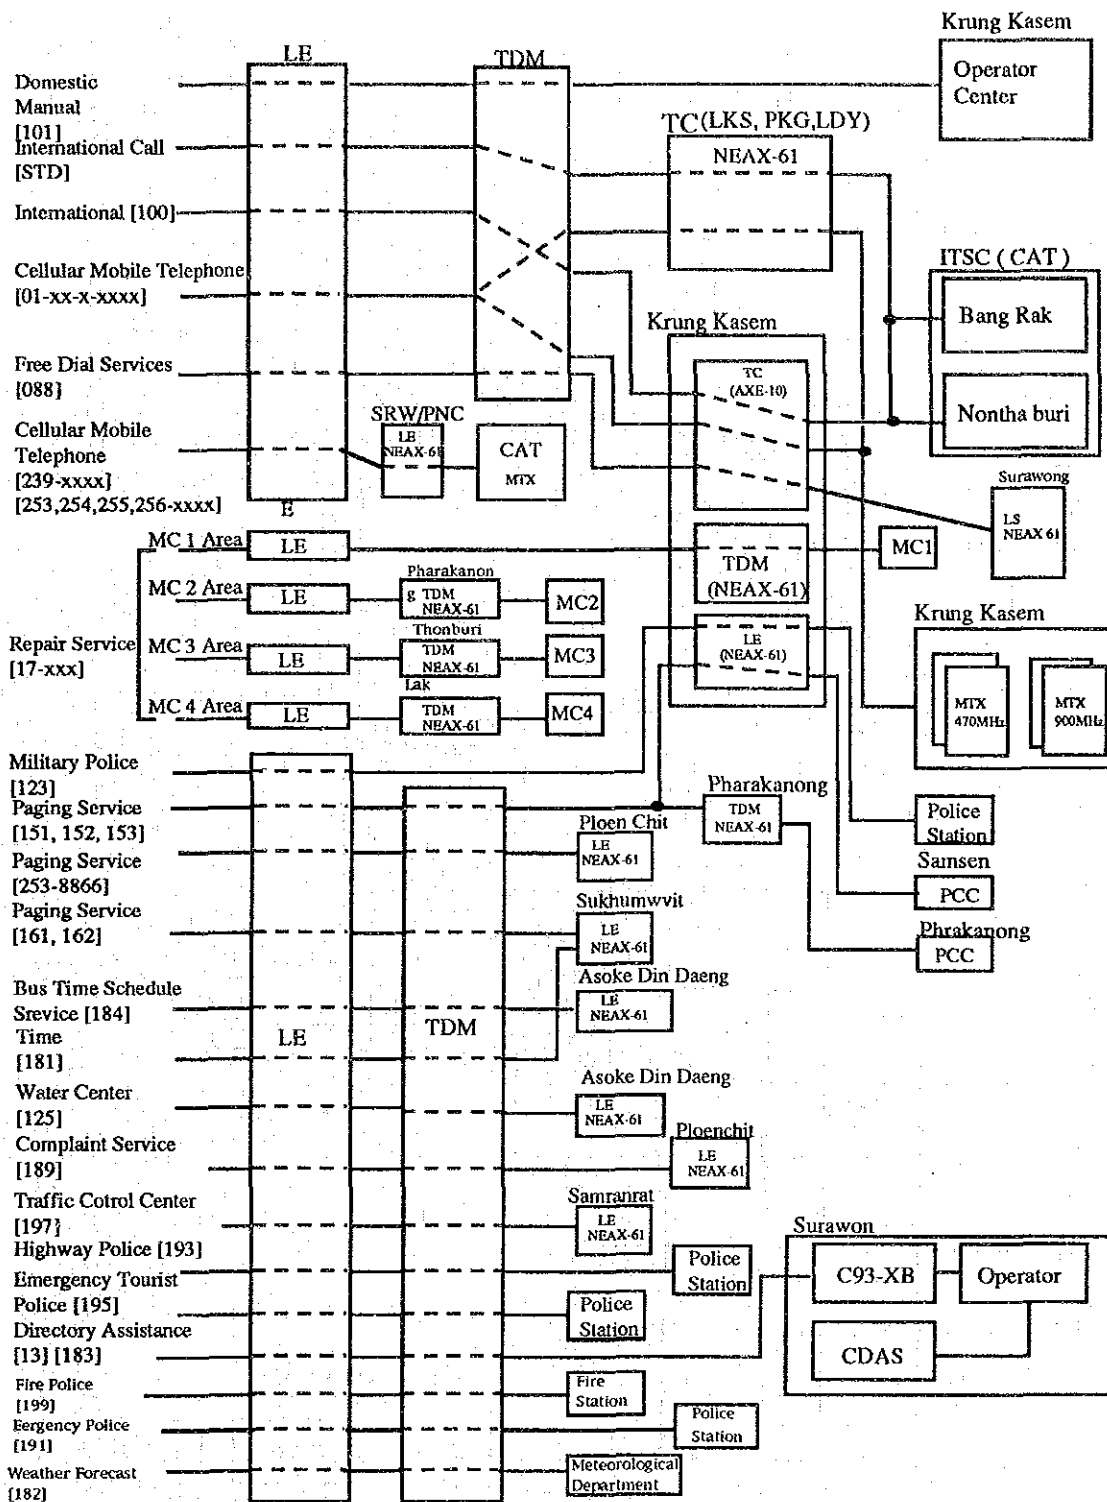 Krung Kasem
LE
TDM
Operator
Center
Domestic
Manual
[101]
TC (LKS, PKG,LDY)
NEAX-61
International Call
[STD]
International [100]
ITSC ( CAT )
Cellular Mobile Telephone
[01-xx-x-xxxx]
Bang Rak
Krung Kasem
Free Dial Services
[088]
TC
(AXE-10)
Nontha buri
SRW/PNC
LE
NEAX-61
CAT
MTX
Cellular Mobile
Telephone
[239-xxxx]
[253,254,255,256-xxxx]
E
Surawong
LS
NEAX 61
MC 1 Area
LE
TDM
(NEAX-61)
MC1
MC 2 Area
LE
Pharakanon
g TDM
NEAX-61
MC2
Krung Kasem
Repair Service
[17-xxx]
MC 3 Area
LE
Thonburi
TDM
NEAX-61
MC3
LE
(NEAX-61)
MC 4 Area
LE
Lak
TDM
NEAX-61
MC4
MTX
470MHz
MTX
900MHz
Military Police
[123]
Pharakanong
TDM
NEAX-61
Police
Station
Paging Service
[151, 152, 153]
Ploen Chit
LE
NEAX-61
Paging Service
[253-8866]
Samsen
PCC
Paging Service
[161, 162]
Sukhumwvit
LE
NEAX-61
Phrakanong
PCC
Bus Time Schedule
Srevice [184]
Asoke Din Daeng
LE
NEAX-61
LE
TDM
Time
[181]
Water Center
[125]
Asoke Din Daeng
LE
NEAX-61
Complaint Service
[189]
Ploenchit
LE
NEAX-61
Traffic Cotrol Center
[197]
Samranrat
LE
NEAX-61
Surawon
Highway Police [193]
Police
Station
C93-XB
Operator
Emergency Tourist
Police [195]
Police
Station
Directory Assistance
[13] [183]
CDAS
Fire Police
[199]
Fire
Station
Eergency Police
[191]
Police
Station
Weather Forecast
[182]
Meteorological
Department